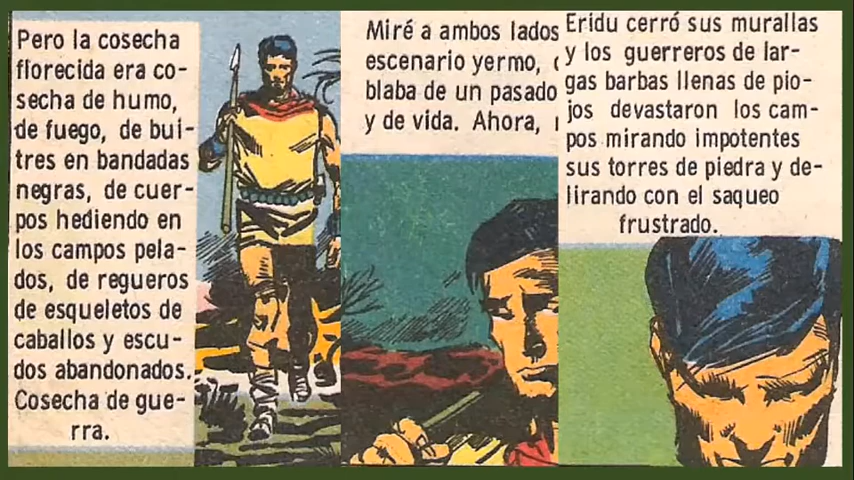 Pero la cosecha
florecida era co-
secha de humo,
de fuego, de bui-
tres en bandadas
negras, de cuer-
pos hediendo en
los campos pela-
dos, de regueros
de esqueletos de
caballos y escu-
dos abandonados.
Cosecha de gue-
rra.
Miré a ambos lados
escenario yermo,
blaba de un pasado
y de vida. Ahora,
Eridu cerró sus murallas
y los guerreros de lar-
gas barbas llenas de pio-
jos devastaron los cam-
pos mirando impotentes
sus torres de piedra y de-
lirando con el saqueo
frustrado.